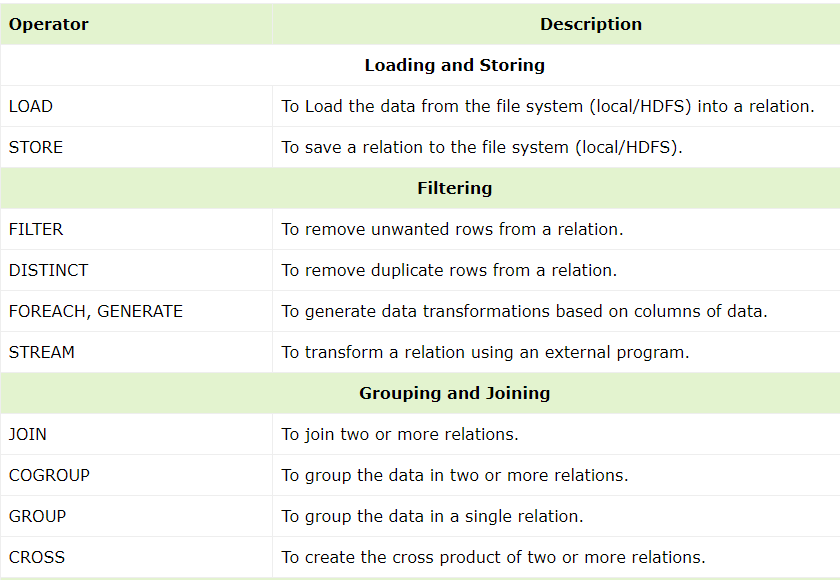 Operator Description
Loading and Storing
LOAD To Load the data from the file system (local/HDFS) into a relation.
STORE To save a relation to the file system (local/HDFS).
Filtering
FILTER To remove unwanted rows from a relation.
DISTINCT To remove duplicate rows from a relation.
FOREACH, GENERATE To generate data transformations based on columns of data.
STREAM To transform a relation using an external program.
Grouping and Joining
JOIN To join two or more relations.
COGROUP To group the data in two or more relations.
GROUP To group the data in a single relation.
CROSS To create the cross product of two or more relations.